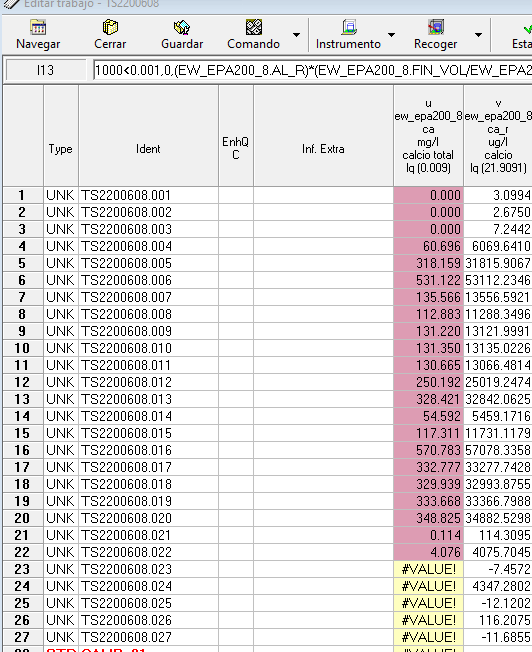 Editar trabajo - TS2200608
Navegar Cerrar Guardar Comando Instrumento Recoger Esta
I13 1000<0.001,0,(EW_EPA200_8.AL_R)*(EW_EPA200_8.FIN_VOL/EW_EPA2
Type Ident EnhQC Inf. Extra
u
ew_epa200_8
ca
mg/l
calcio total
lq (0.009)
v
ew_epa200_8
ca_r
ug/l
calcio
lq (21.9091)
1 UNK TS2200608.001 0.000 3.0994
2 UNK TS2200608.002 0.000 2.6750
3 UNK TS2200608.003 0.000 7.2442
4 UNK TS2200608.004 60.696 6069.6410
5 UNK TS2200608.005 318.159 31815.9067
6 UNK TS2200608.006 531.122 53112.2346
7 UNK TS2200608.007 135.566 13556.5921
8 UNK TS2200608.008 112.883 11288.3496
9 UNK TS2200608.009 131.220 13121.9991
10 UNK TS2200608.010 131.350 13135.0226
11 UNK TS2200608.011 130.665 13066.4814
12 UNK TS2200608.012 250.192 25019.2474
13 UNK TS2200608.013 328.421 32842.0625
14 UNK TS2200608.014 54.592 5459.1716
15 UNK TS2200608.015 117.311 11731.1179
16 UNK TS2200608.016 570.783 57078.3358
17 UNK TS2200608.017 332.777 33277.7428
18 UNK TS2200608.018 329.939 32993.8755
19 UNK TS2200608.019 333.668 33366.7988
20 UNK TS2200608.020 348.825 34882.5298
21 UNK TS2200608.021 0.114 114.3095
22 UNK TS2200608.022 4.076 4075.7045
23 UNK TS2200608.023 #VALUE! -7.4572
24 UNK TS2200608.024 #VALUE! 4347.2802
25 UNK TS2200608.025 #VALUE! -12.1202
26 UNK TS2200608.026 #VALUE! 116.2075
27 UNK TS2200608.027 #VALUE! -11.6855